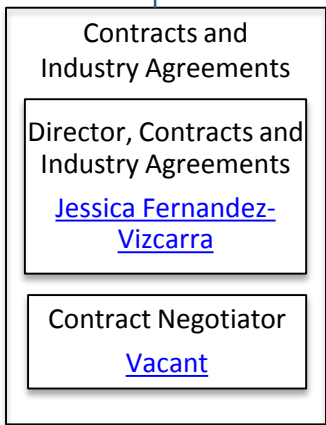 Contracts and
Industry Agreements
Director, Contracts and
Industry Agreements
Jessica Fernandez-
Vizcarra
Contract Negotiator
Vacant